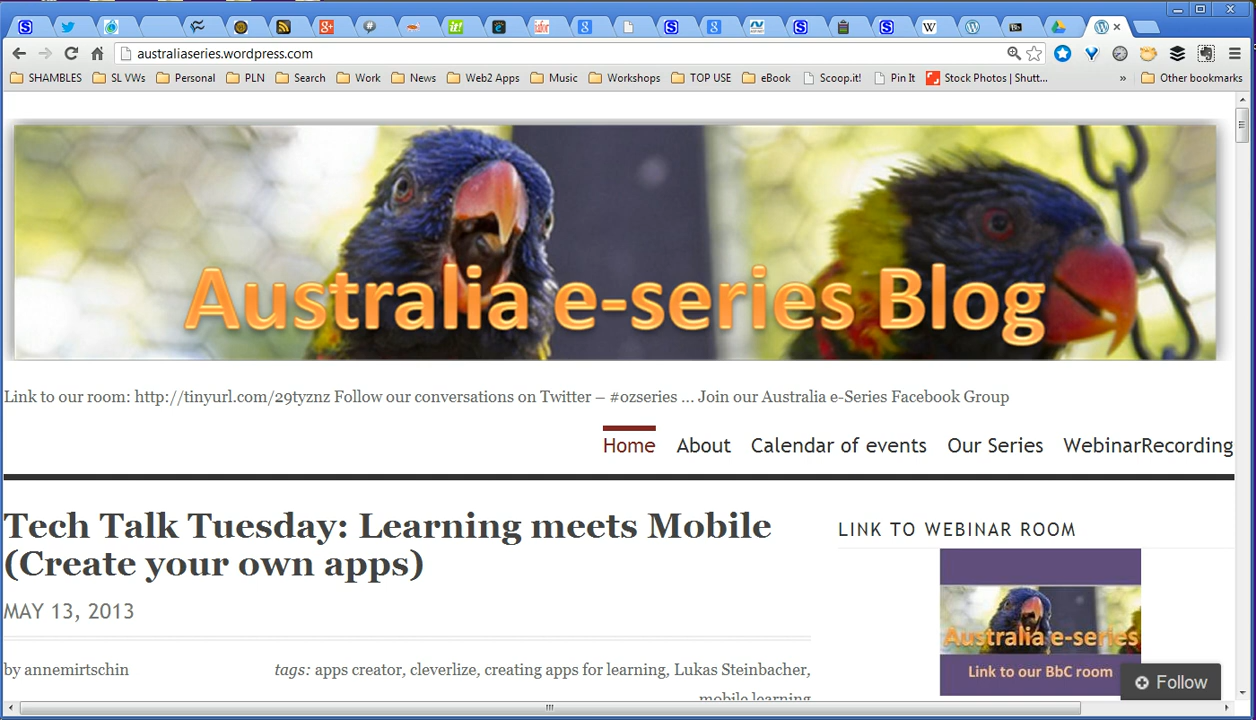 australiaseries.wordpress.com
SHAMBLES SL VWs Personal PLN Search Work News Web2 Apps Music Workshops TOP USE eBook Scoop.it! Pin It Stock Photos | Shutt... » Other bookmarks
Australia e-series Blog
Link to our room: http://tinyurl.com/29tyznz Follow our conversations on Twitter – #ozseries ... Join our Australia e-Series Facebook Group
Home About Calendar of events Our Series WebinarRecording
Tech Talk Tuesday: Learning meets Mobile
(Create your own apps)
MAY 13, 2013
by annemirtschin
tags: apps creator, cleverlize, creating apps for learning, Lukas Steinbacher,
mobile learning
LINK TO WEBINAR ROOM
Australia e-series
Link to our BbC room
Follow